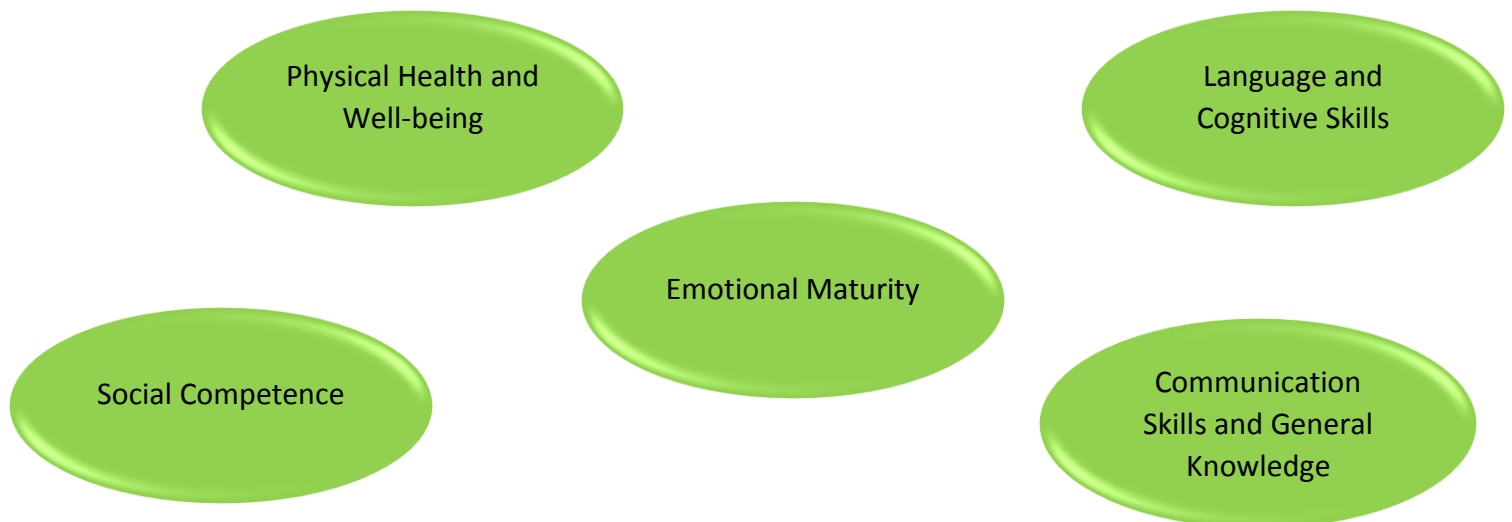 Physical Health and
Well-being
Language and
Cognitive Skills
Emotional Maturity
Social Competence
Communication
Skills and General
Knowledge